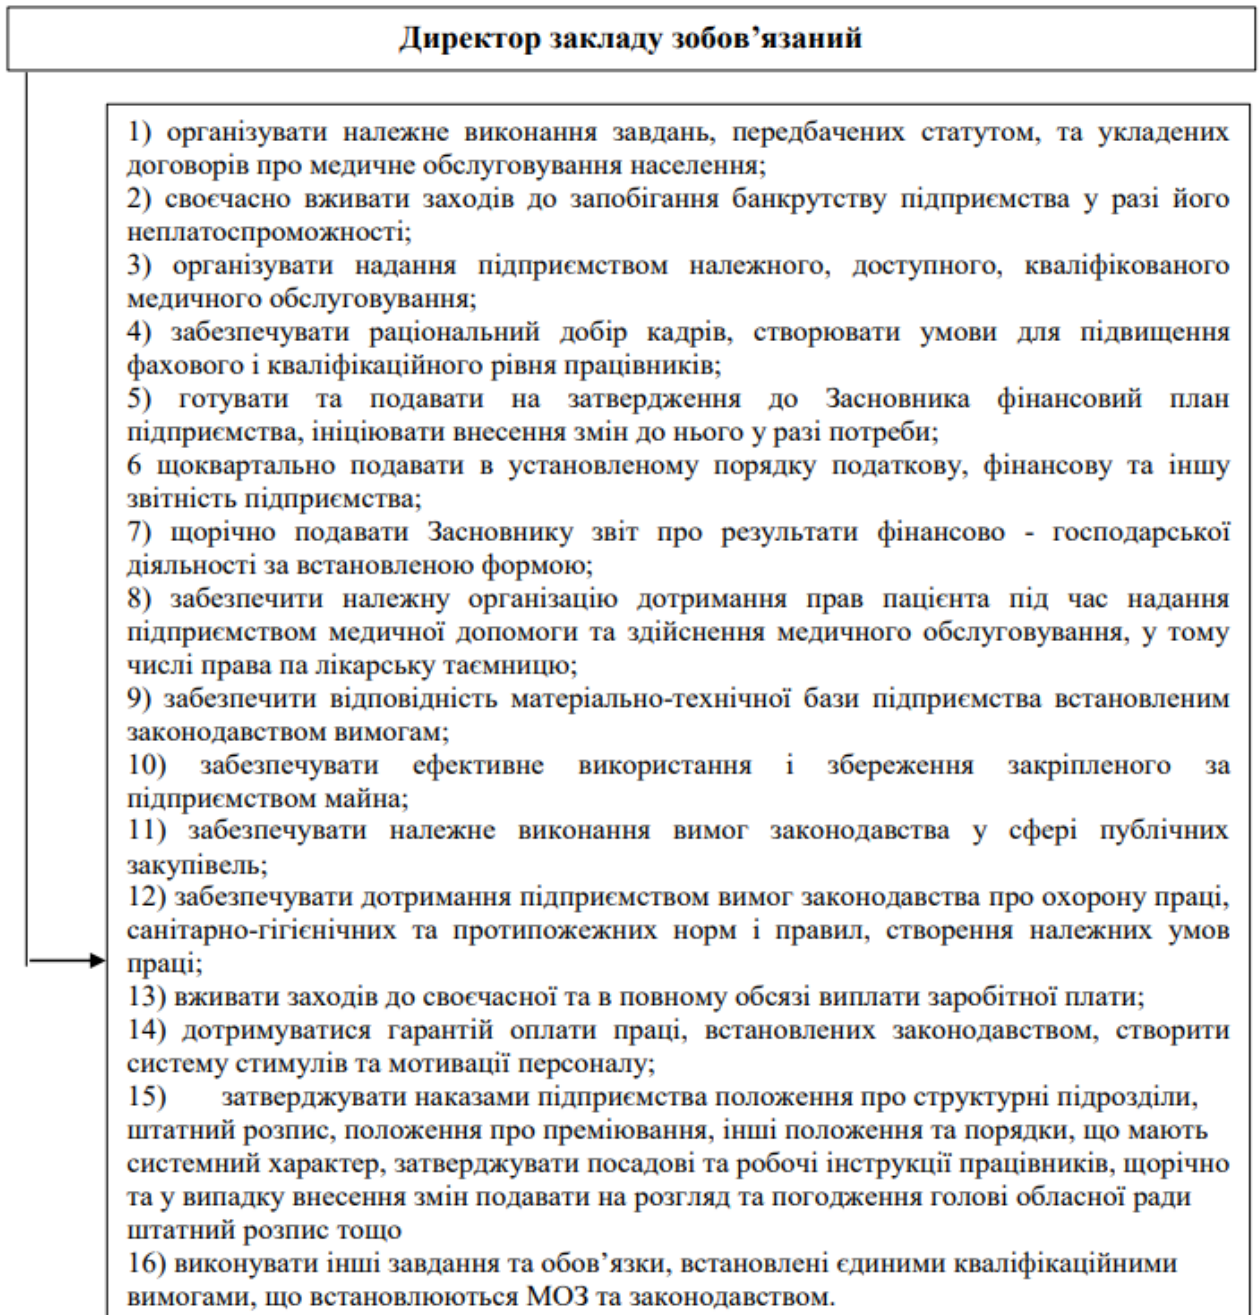 Директор закладу зобов’язаний
1) організувати належне виконання завдань, передбачених статутом, та укладених
договорів про медичне обслуговування населення;
2) своєчасно вживати заходів до запобігання банкрутству підприємства у разі його
неплатоспроможності;
3) організувати надання підприємством належного, доступного, кваліфікованого
медичного обслуговування;
4) забезпечувати раціональний добір кадрів, створювати умови для підвищення
фахового і кваліфікаційного рівня працівників;
5) готувати та подавати на затвердження до Засновника фінансовий план
підприємства, ініціювати внесення змін до нього у разі потреби;
6 щоквартально подавати в установленому порядку податкову, фінансову та іншу
звітність підприємства;
7) щорічно подавати Засновнику звіт про результати фінансово - господарської
діяльності за встановленою формою;
8) забезпечити належну організацію дотримання прав пацієнта під час надання
підприємством медичної допомоги та здійснення медичного обслуговування, у тому
числі права па лікарську таємницю;
9) забезпечити відповідність матеріально-технічної бази підприємства встановленим
законодавством вимогам;
10) забезпечувати ефективне використання і збереження закріпленого за
підприємством майна;
11) забезпечувати належне виконання вимог законодавства у сфері публічних
закупівель;
12) забезпечувати дотримання підприємством вимог законодавства про охорону праці,
санітарно-гігієнічних та протипожежних норм і правил, створення належних умов
праці;
13) вживати заходів до своєчасної та в повному обсязі виплати заробітної плати;
14) дотримуватися гарантій оплати праці, встановлених законодавством, створити
систему стимулів та мотивації персоналу;
15) затверджувати наказами підприємства положення про структурні підрозділи,
штатний розпис, положення про преміювання, інші положення та порядки, що мають
системний характер, затверджувати посадові та робочі інструкції працівників, щорічно
та у випадку внесення змін подавати на розгляд та погодження голові обласної ради
штатний розпис тощо
16) виконувати інші завдання та обов’язки, встановлені єдиними кваліфікаційними
вимогами, що встановлюються МОЗ та законодавством.